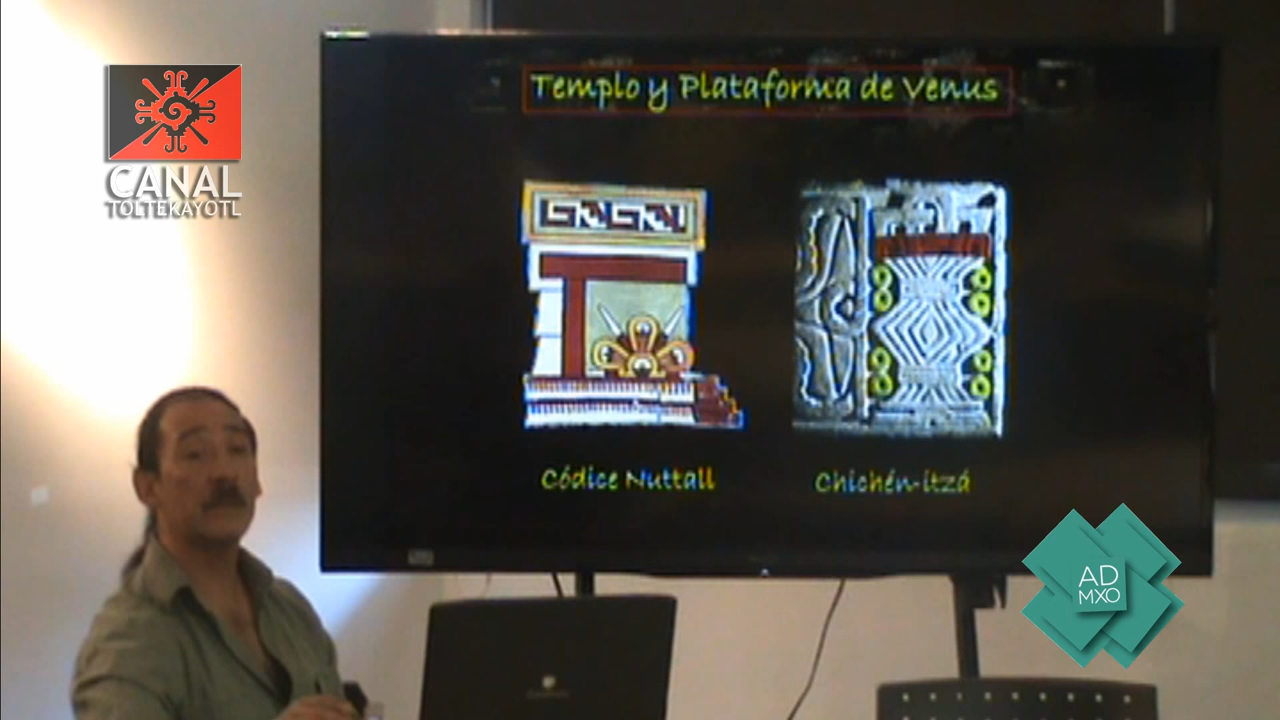 CANAL
TOLTEKAYOTL
Templo y Plataforma de Venus
Códice Nuttall
Chichén-itzá
AD
MXO